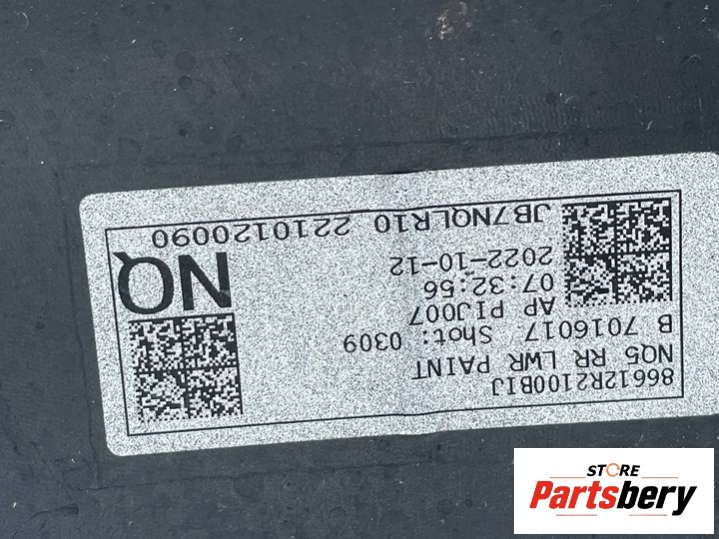 86612R2100BIJ
NQ5 RR LWR PAINT
B 7016017 Shot: 0309
AP PIJ007
07:32:56
2022-10-12
JB7NQLR10 2210120090
NQ
STORE
Partsbery